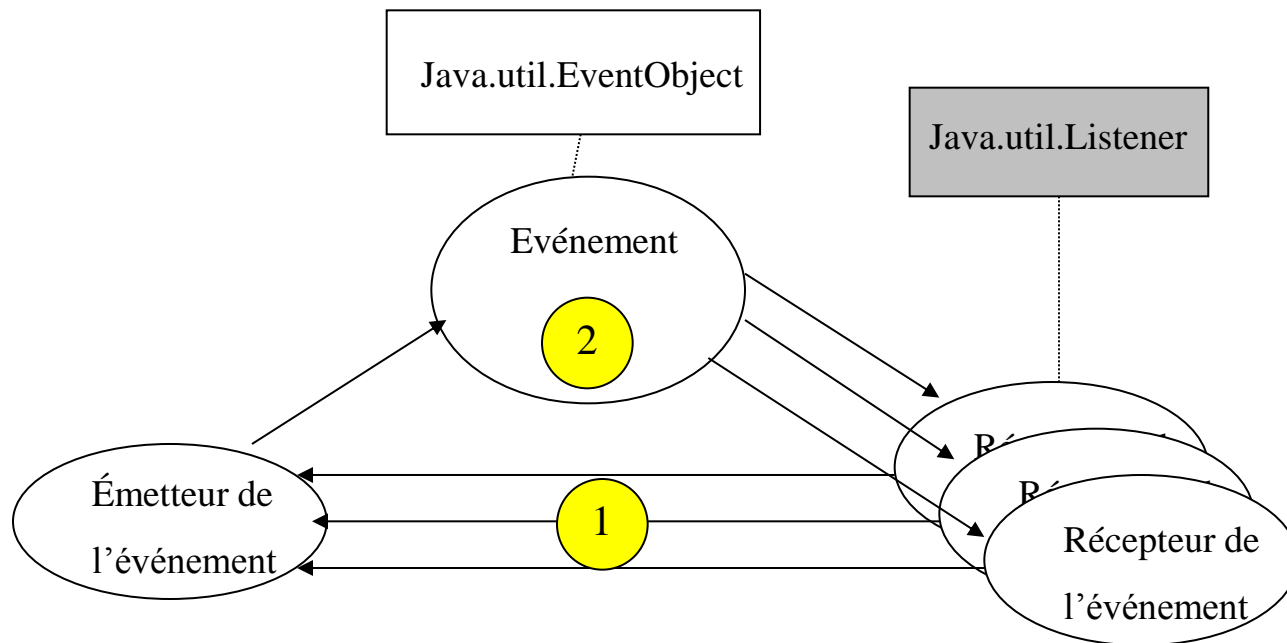 Java.util.EventObject
Java.util.Listener
Evénement
2
Émetteur de
l’événement
1
Récepteur de
l’événement